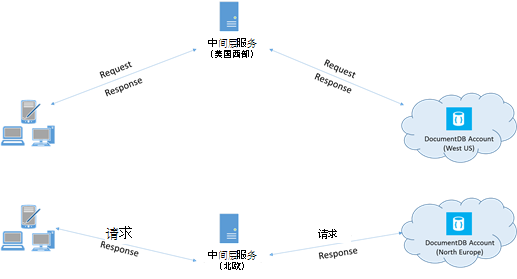 中间层服务
(美国西部)
Request
Response
Request
Response
DocumentDB Account
(West US)
请求
Response
中间层服务
(北欧)
请求
Response
DocumentDB Account
(North Europe)